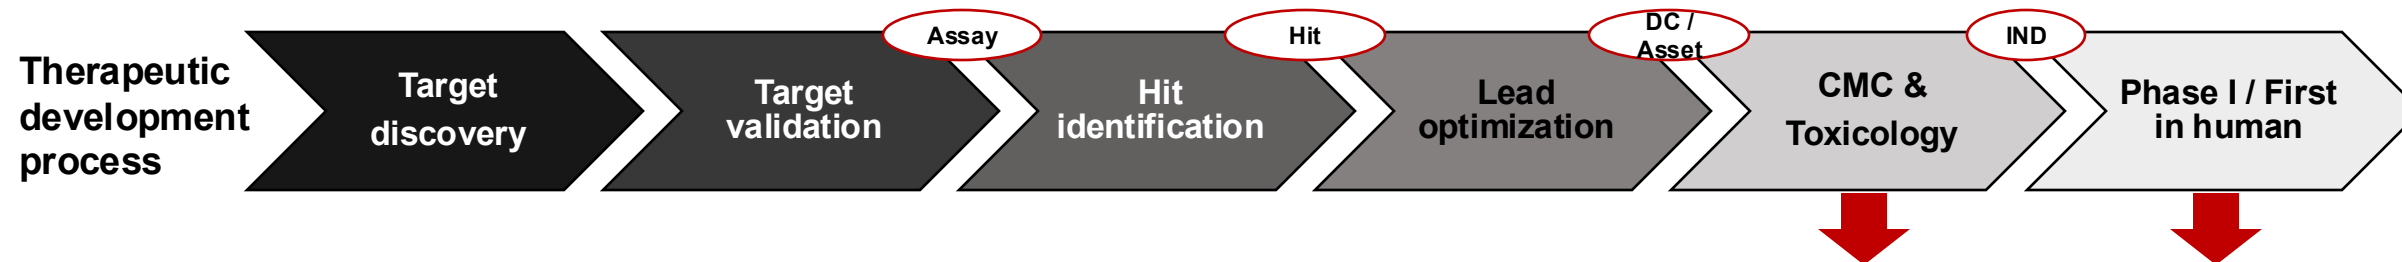 Therapeutic
development
process
Target
discovery
Target
validation
Assay
Hit
identification
Hit
Lead
optimization
DC /
Asset
CMC &
Toxicology
IND
Phase I / First
in human